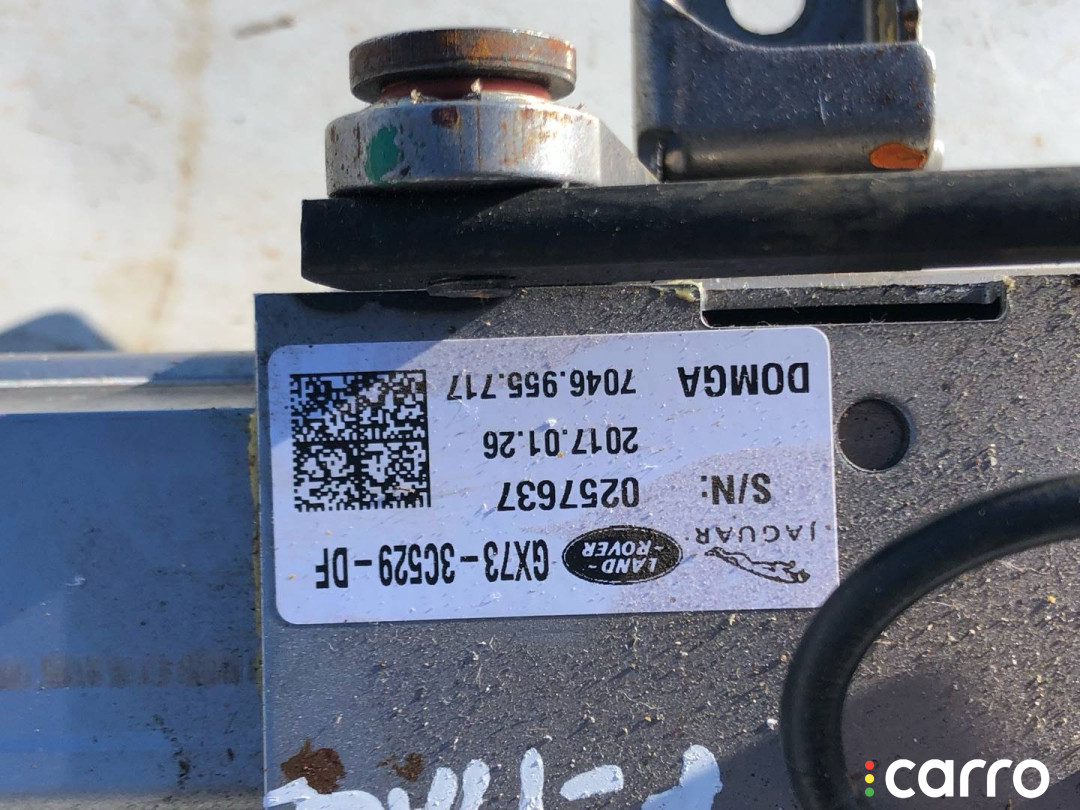 JAGUAR LAND-ROVER GX73-3C529-DF
S/N: 0257637
2017.01.26
DOMGA 7046.955.717
carro